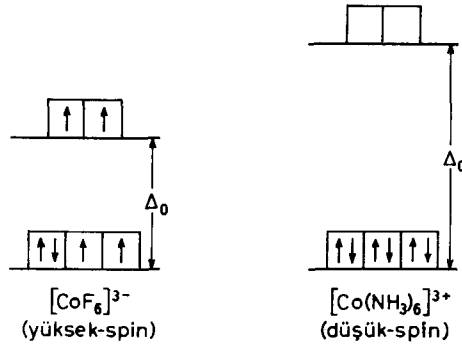 Δ₀
Δ₀
[CoF₆]³⁻
(yüksek-spin)
[Co(NH₃)₆]³⁺
(düşük-spin)